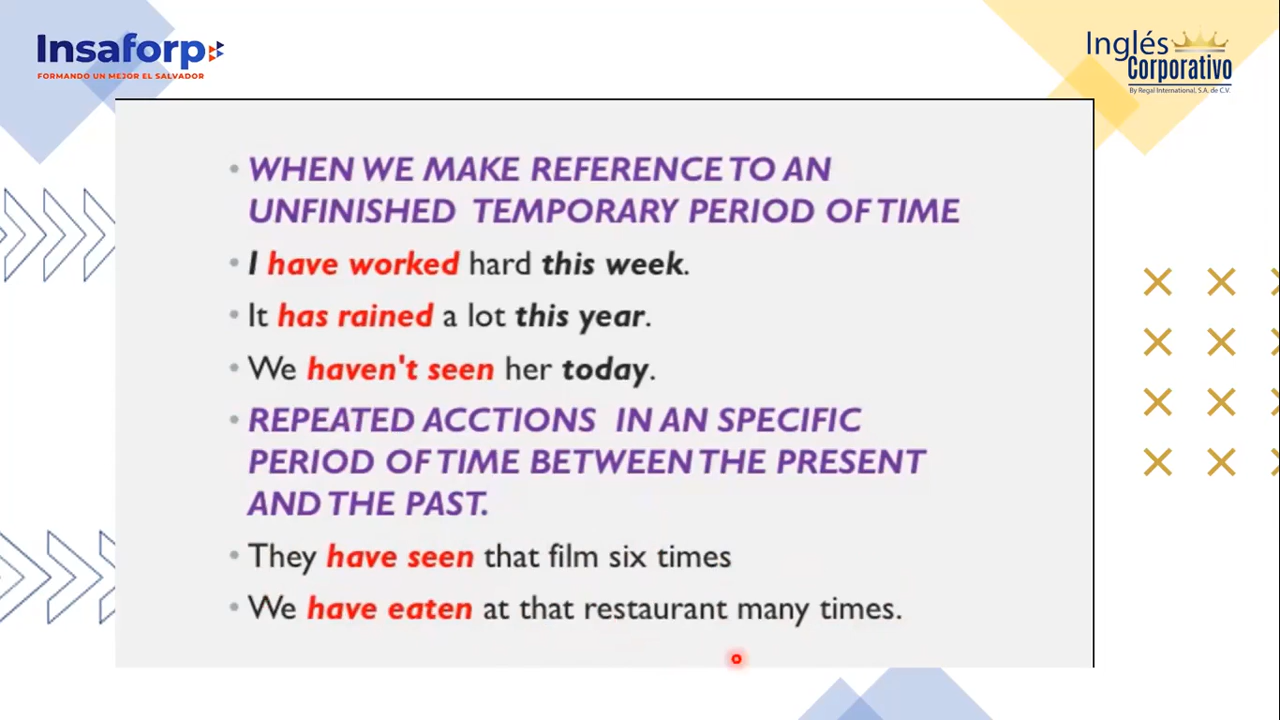 Insaforp
FORMANDO UN MEJOR EL SALVADOR
Inglés
Corporativo
By Regal International, S.A. de C.V.
• WHEN WE MAKE REFERENCE TO AN
UNFINISHED TEMPORARY PERIOD OF TIME
• I have worked hard this week.
• It has rained a lot this year.
• We haven't seen her today.
• REPEATED ACCTIONS IN AN SPECIFIC
PERIOD OF TIME BETWEEN THE PRESENT
AND THE PAST.
• They have seen that film six times
• We have eaten at that restaurant many times.